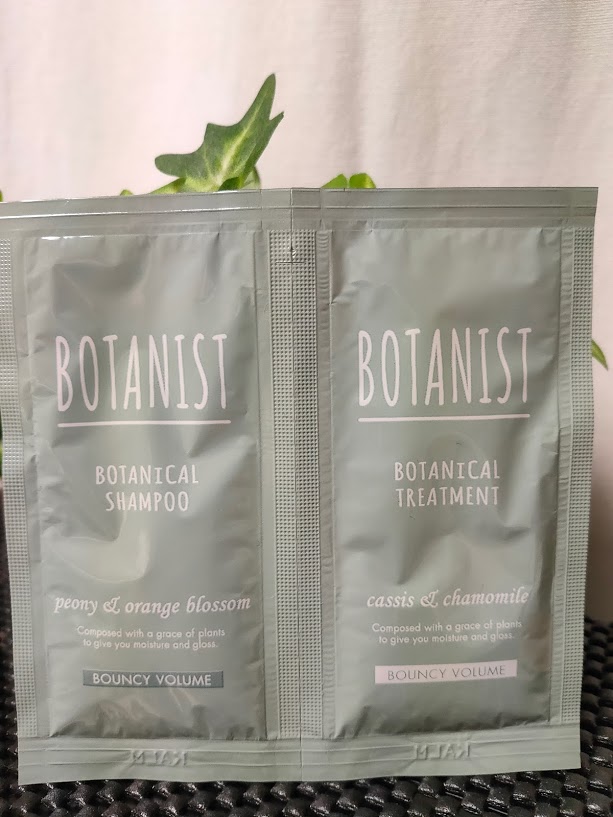 BOTANIST
BOTANICAL
SHAMPOO
peony & orange blossom
Composed with a grace of plants
to give you moisture and gloss.
BOUNCY VOLUME
BOTANIST
BOTANICAL
TREATMENT
cassis & chamomile
Composed with a grace of plants
to give you moisture and gloss.
BOUNCY VOLUME